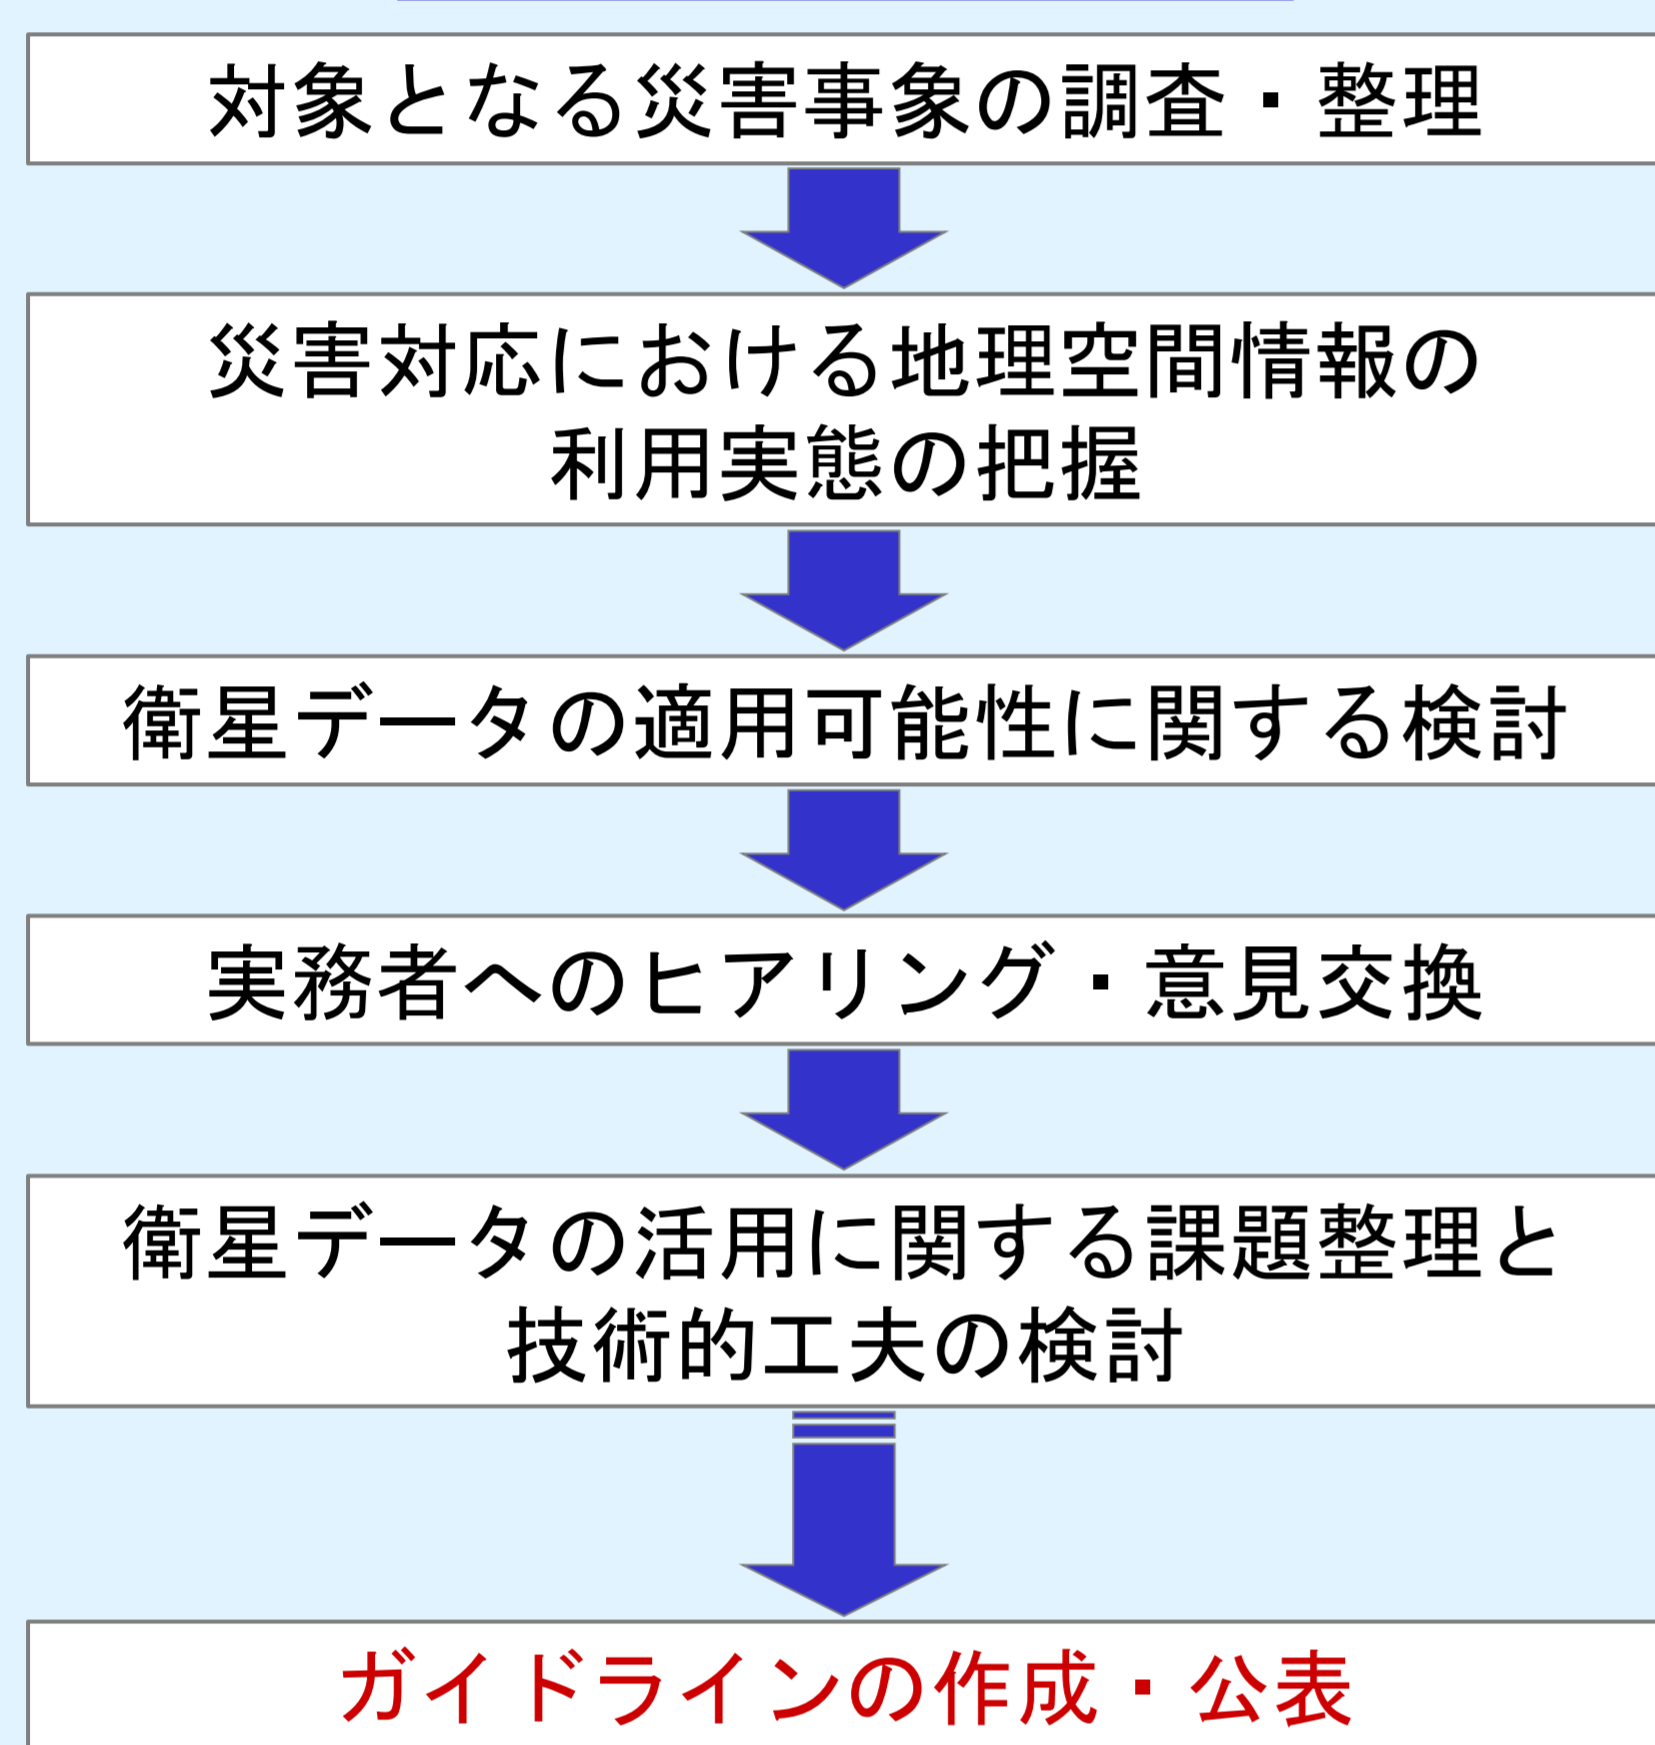 対象となる災害事象の調査・整理
災害対応における地理空間情報の
利用実態の把握
衛星データの適用可能性に関する検討
実務者へのヒアリング・意見交換
衛星データの活用に関する課題整理と
技術的工夫の検討
ガイドラインの作成・公表